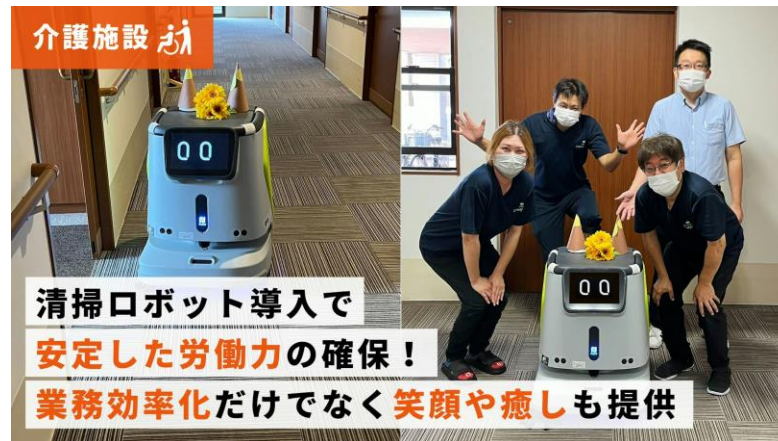 介護施設
清掃ロボット導入で
安定した労働力の確保！
業務効率化だけでなく笑顔や癒しも提供